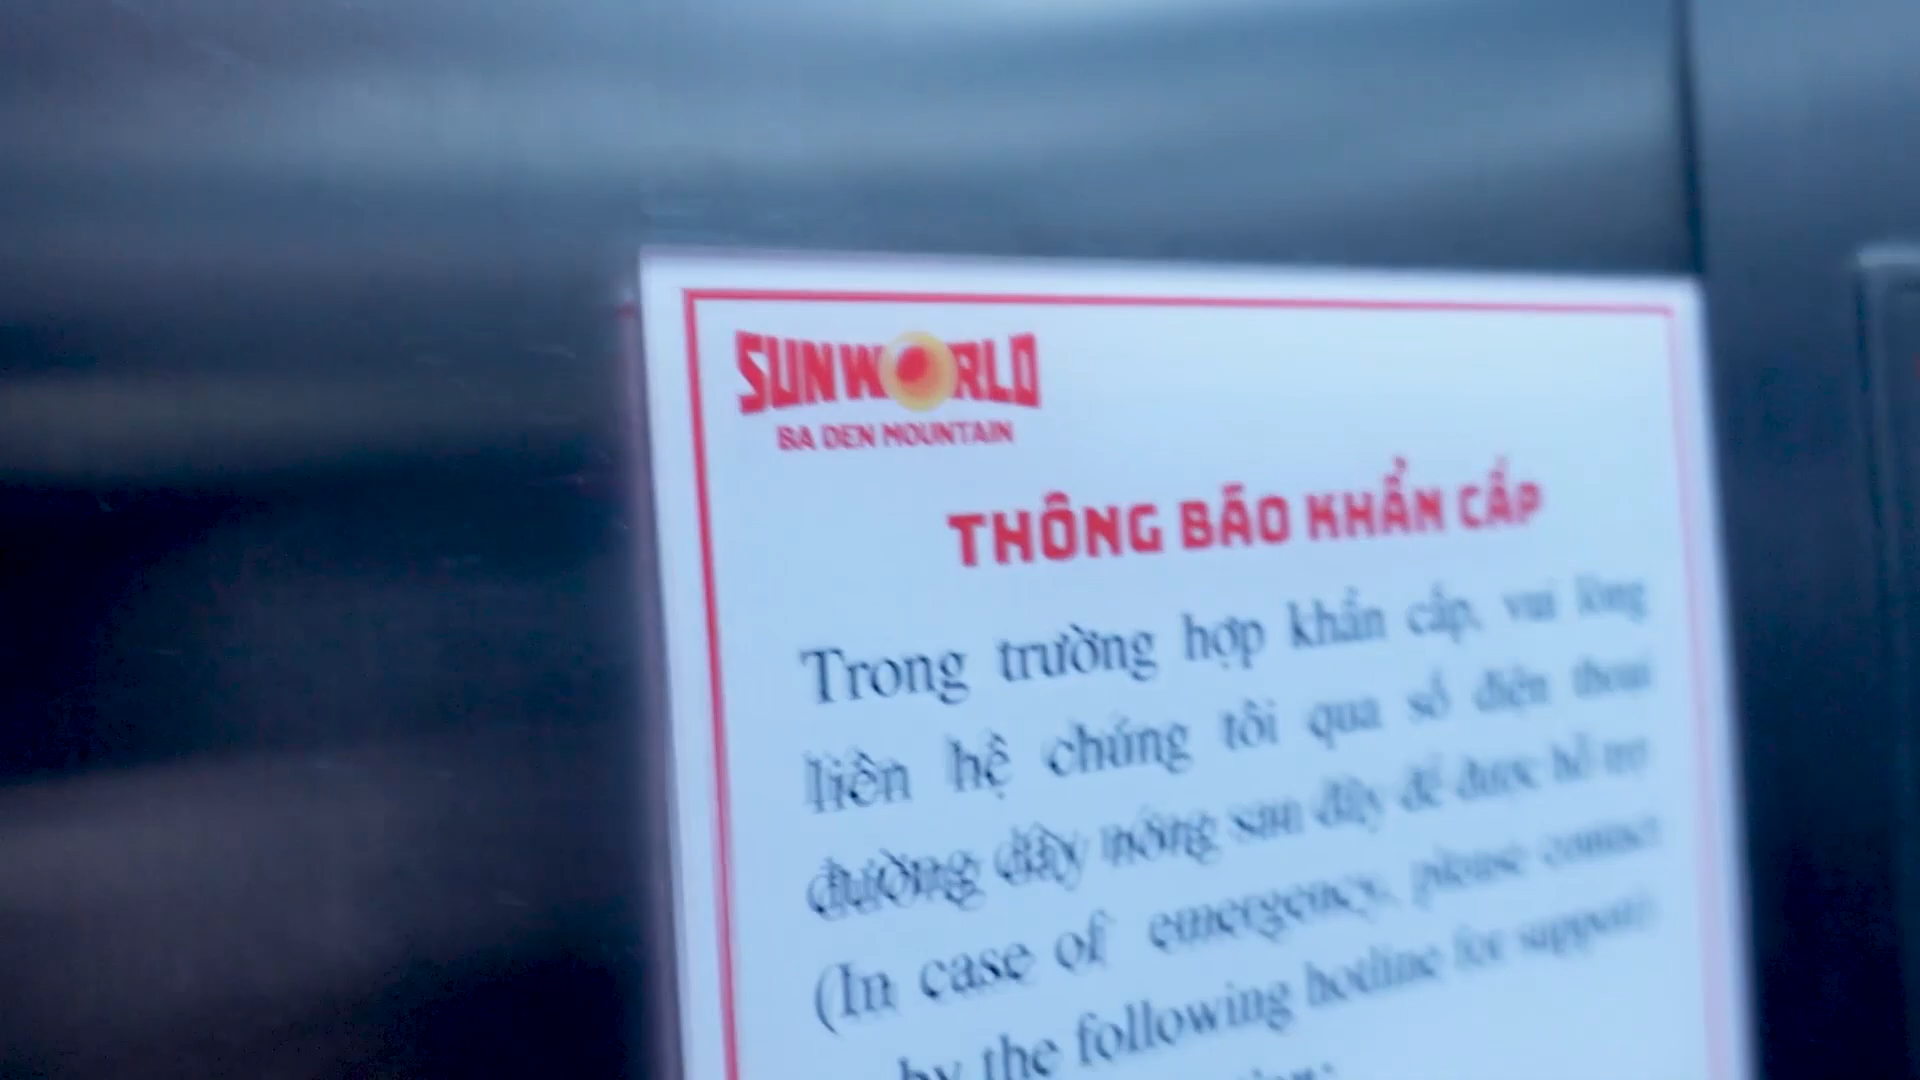 SUNWORLD
BA DEN MOUNTAIN
THÔNG BÁO KHẨN CẤP
Trong trường hợp khẩn cấp, vui lòng
liên hệ chúng tôi qua số điện thoại
đường dây nóng sau đây để được hỗ trợ
(In case of emergency, please contact
by the following hotline for support)